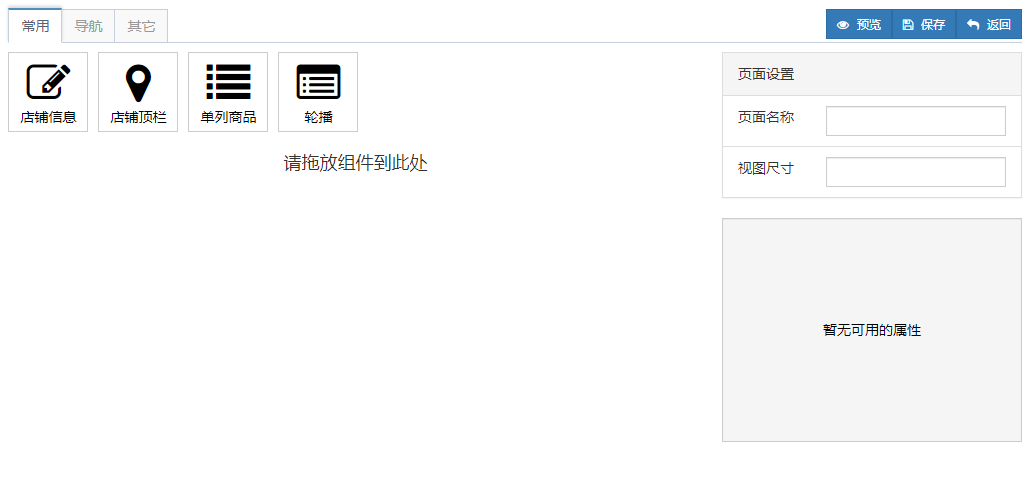 常用 导航 其它 预览 保存 返回
店铺信息 店铺顶栏 单列商品 轮播
请拖放组件到此处
页面设置
页面名称
视图尺寸
暂无可用的属性